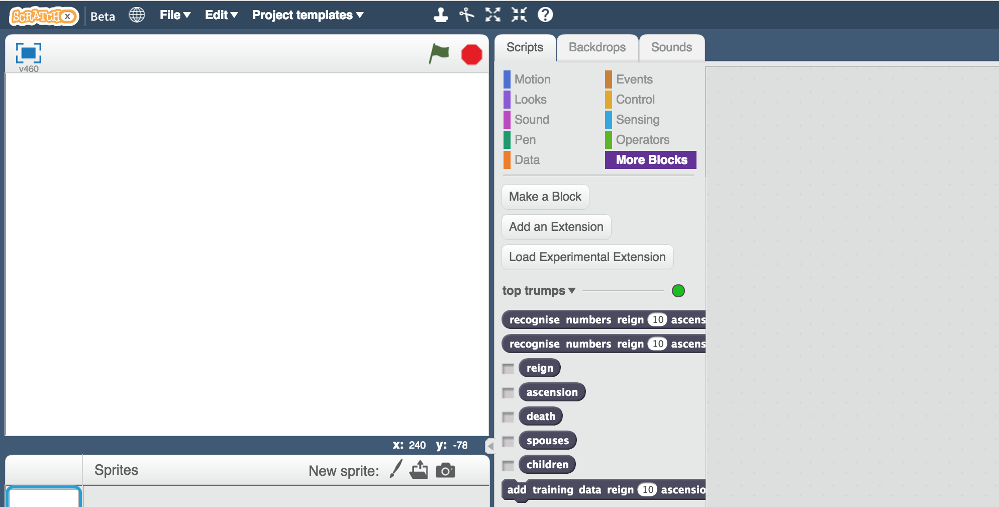 SCRATCH X Beta File Edit Project templates
v460
Scripts Backdrops Sounds
Motion Events
Looks Control
Sound Sensing
Pen Operators
Data More Blocks
Make a Block
Add an Extension
Load Experimental Extension
top trumps
recognise numbers reign 10 ascens
recognise numbers reign 10 ascens
reign
ascension
death
spouses
children
add training data reign 10 ascensio
x: 240 y: -78
Sprites New sprite: